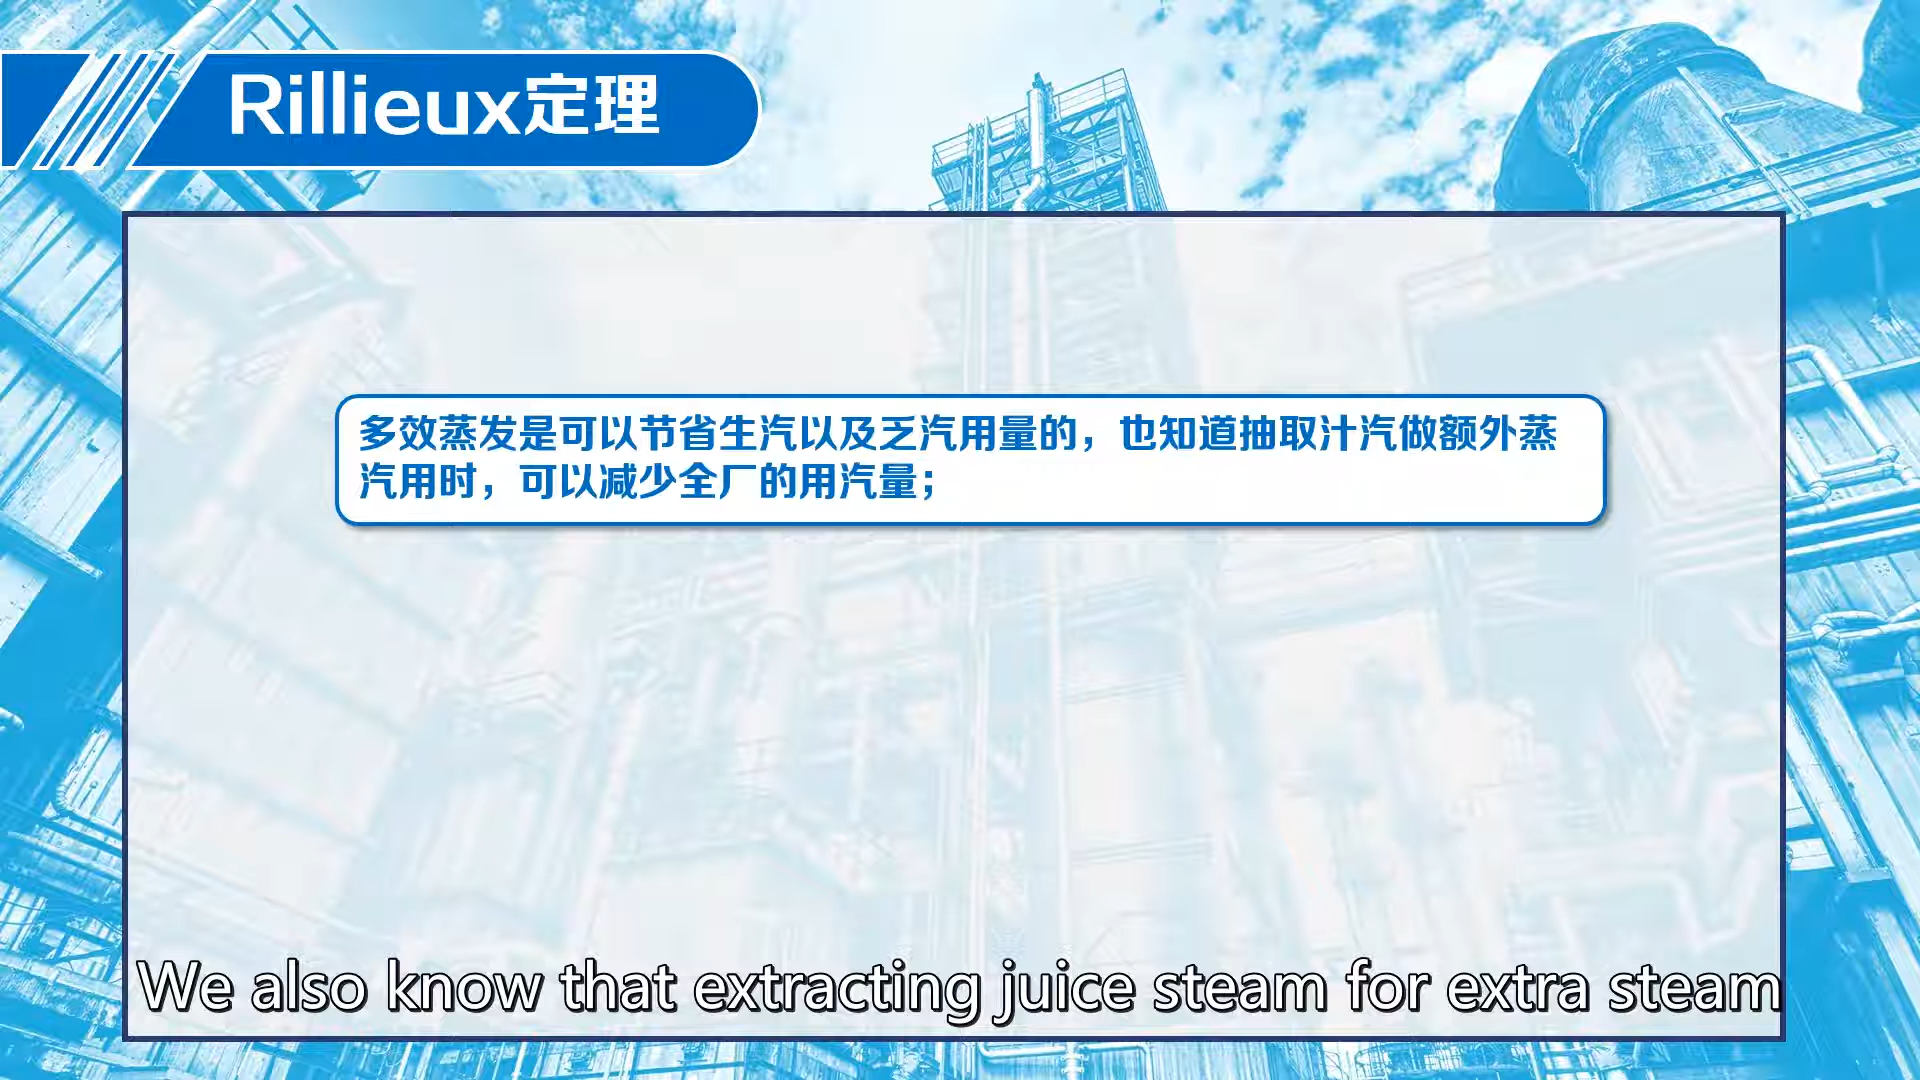 Rillieux定理
多效蒸发是可以节省生汽以及乏汽用量的，也知道抽取汁汽做额外蒸
汽用时，可以减少全厂的用汽量；
We also know that extracting juice steam for extra steam